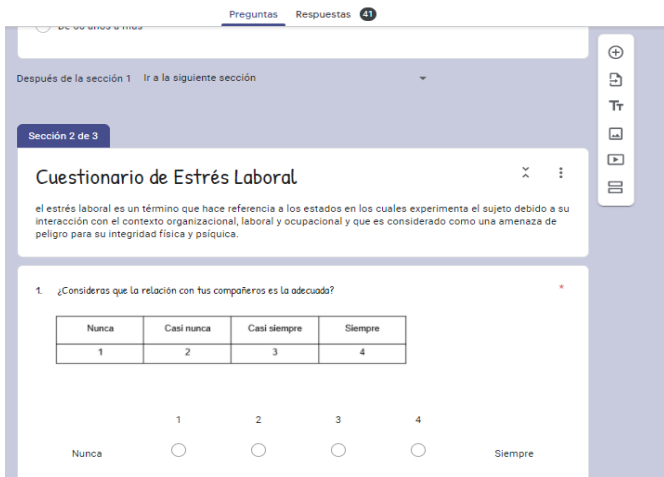 Preguntas Respuestas 41
De 50 años a más
Después de la sección 1 Ir a la siguiente sección
Sección 2 de 3
Cuestionario de Estrés Laboral
el estrés laboral es un término que hace referencia a los estados en los cuales experimenta el sujeto debido a su
interacción con el contexto organizacional, laboral y ocupacional y que es considerado como una amenaza de
peligro para su integridad física y psíquica.
1. ¿Consideras que la relación con tus compañeros es la adecuada? *
Nunca Casi nunca Casi siempre Siempre
1 2 3 4
1 2 3 4
Nunca Siempre
Tт